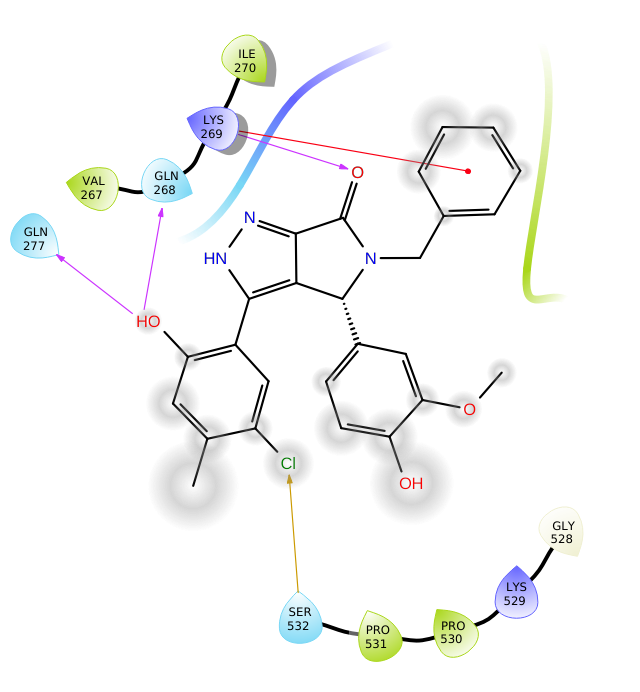 ILE
270
LYS
269
VAL
267
GLN
268
GLN
277
O
N
HN
N
HO
O
Cl
OH
GLY
528
LYS
529
SER
532
PRO
531
PRO
530